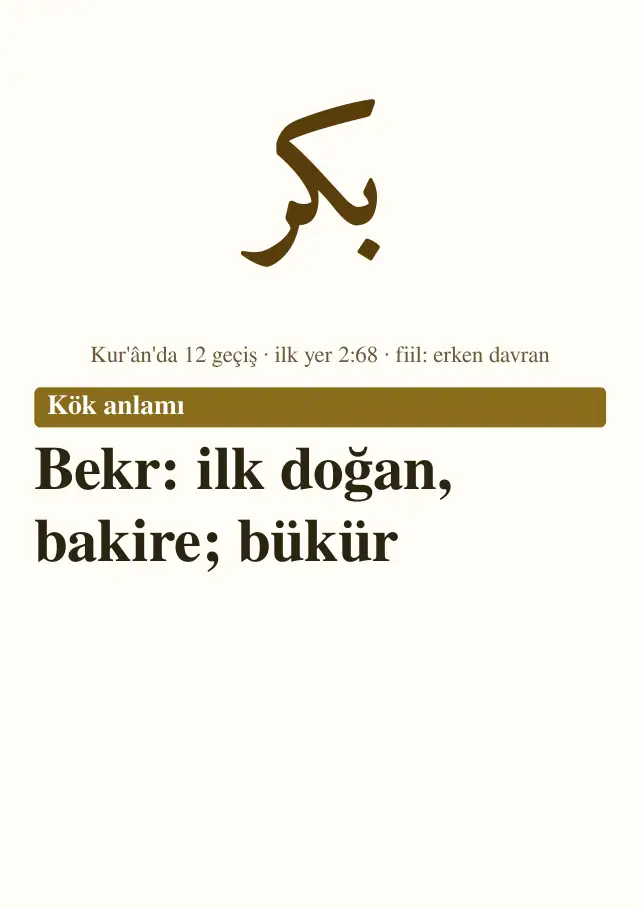 بكر
Kur'ân'da 12 geçiş · ilk yer 2:68 · fiil: erken davran
Kök anlamı
Bekr: ilk doğan,
bakire; bükür